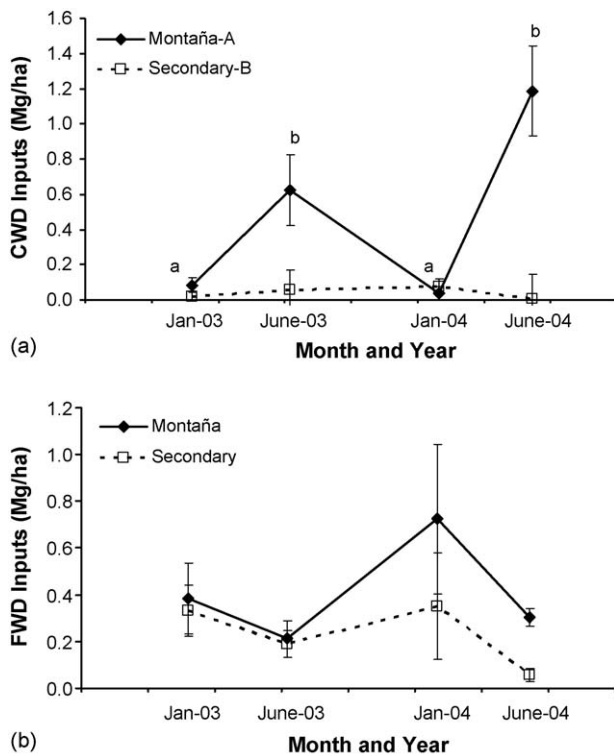 1.6
1.4
1.2
1.0
0.8
0.6
0.4
0.2
0.0
CWD Inputs (Mg/ha)
Montaña-A
Secondary-B
a
b
a
b
Jan-03 June-03 Jan-04 June-04
(a)
Month and Year
1.2
1.0
0.8
0.6
0.4
0.2
0.0
FWD Inputs (Mg/ha)
Montaña
Secondary
Jan-03 June-03 Jan-04 June-04
(b)
Month and Year